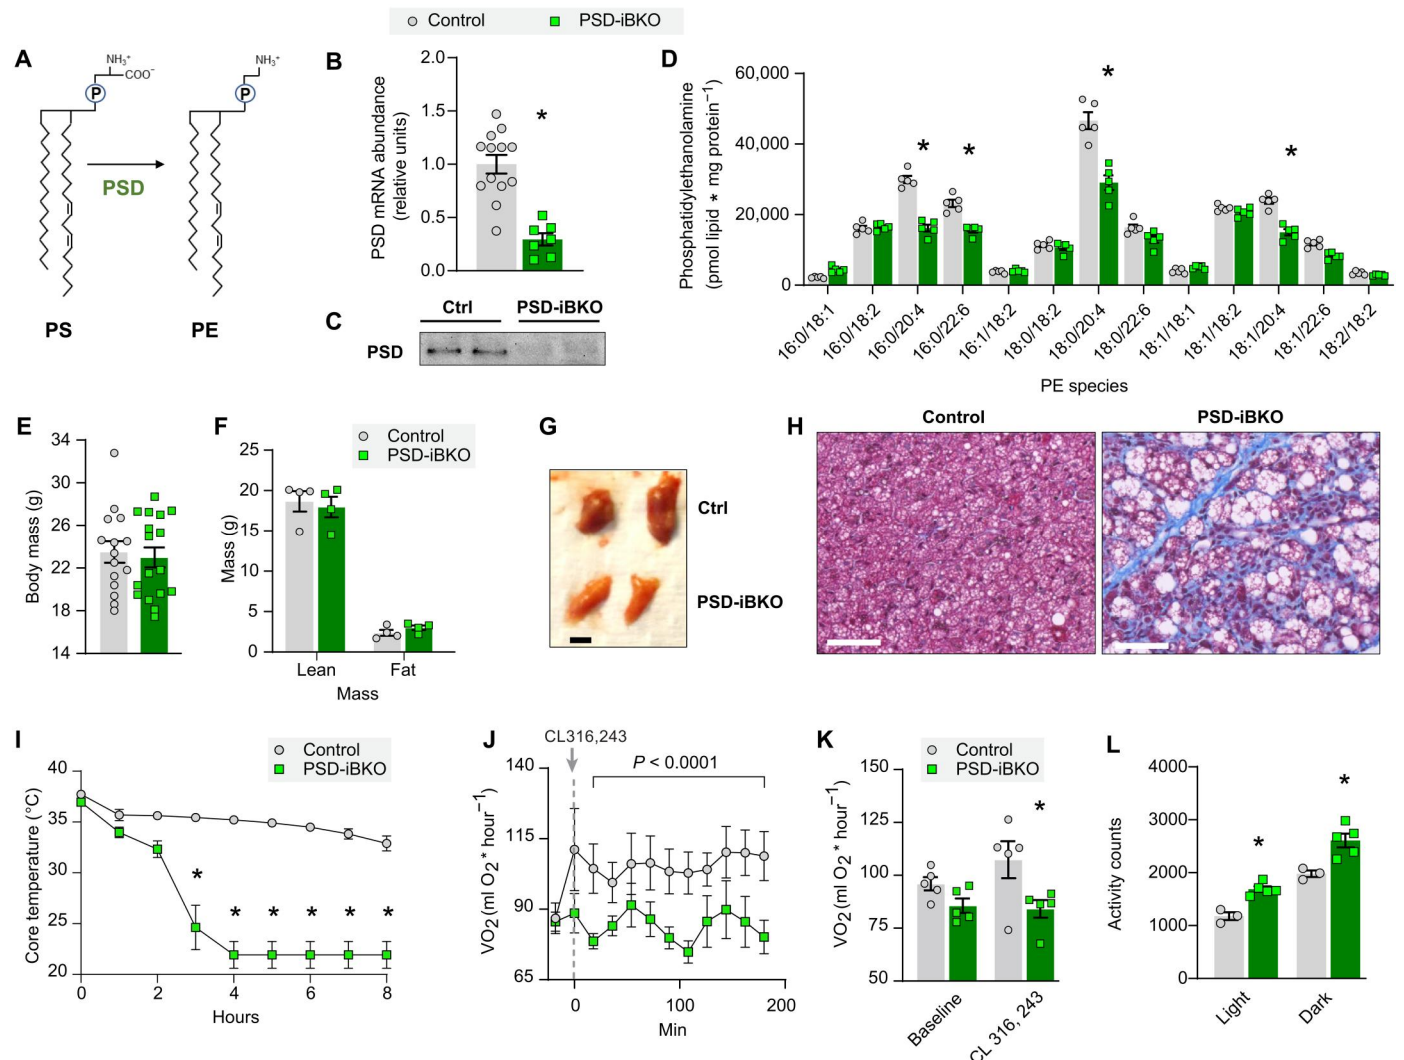 Control PSD-iBKO
A
NH₃⁺
COO⁻
P
NH₃⁺
P
PSD
PS PE
B
PSD mRNA abundance
(relative units)
2.0
1.5
1.0
0.5
0.0
*
C
Ctrl PSD-iBKO
PSD
D
Phosphatidylethanolamine
(pmol lipid * mg protein⁻¹)
60,000
40,000
20,000
0
* * * *
16:0/18:1 16:0/18:2 16:0/20:4 16:0/22:6 16:1/18:2 18:0/18:2 18:0/20:4 18:0/22:6 18:1/18:1 18:1/18:2 18:1/20:4 18:1/22:6 18:2/18:2
PE species
E
Body mass (g)
34
30
26
22
18
14
F
Control
PSD-iBKO
Mass (g)
25
20
15
10
5
0
Lean Fat
Mass
G
Ctrl
PSD-iBKO
H
Control PSD-iBKO
I
Control
PSD-iBKO
Core temperature (°C)
40
35
30
25
20
* * * * * *
0 2 4 6 8
Hours
J
CL316,243
P < 0.0001
VO₂ (ml O₂ * hour⁻¹)
140
115
90
65
0 100 200
Min
K
Control
PSD-iBKO
VO₂ (ml O₂ * hour⁻¹)
150
125
100
75
50
*
Baseline CL 316, 243
L
Activity counts
4000
3000
2000
1000
0
* *
Light Dark